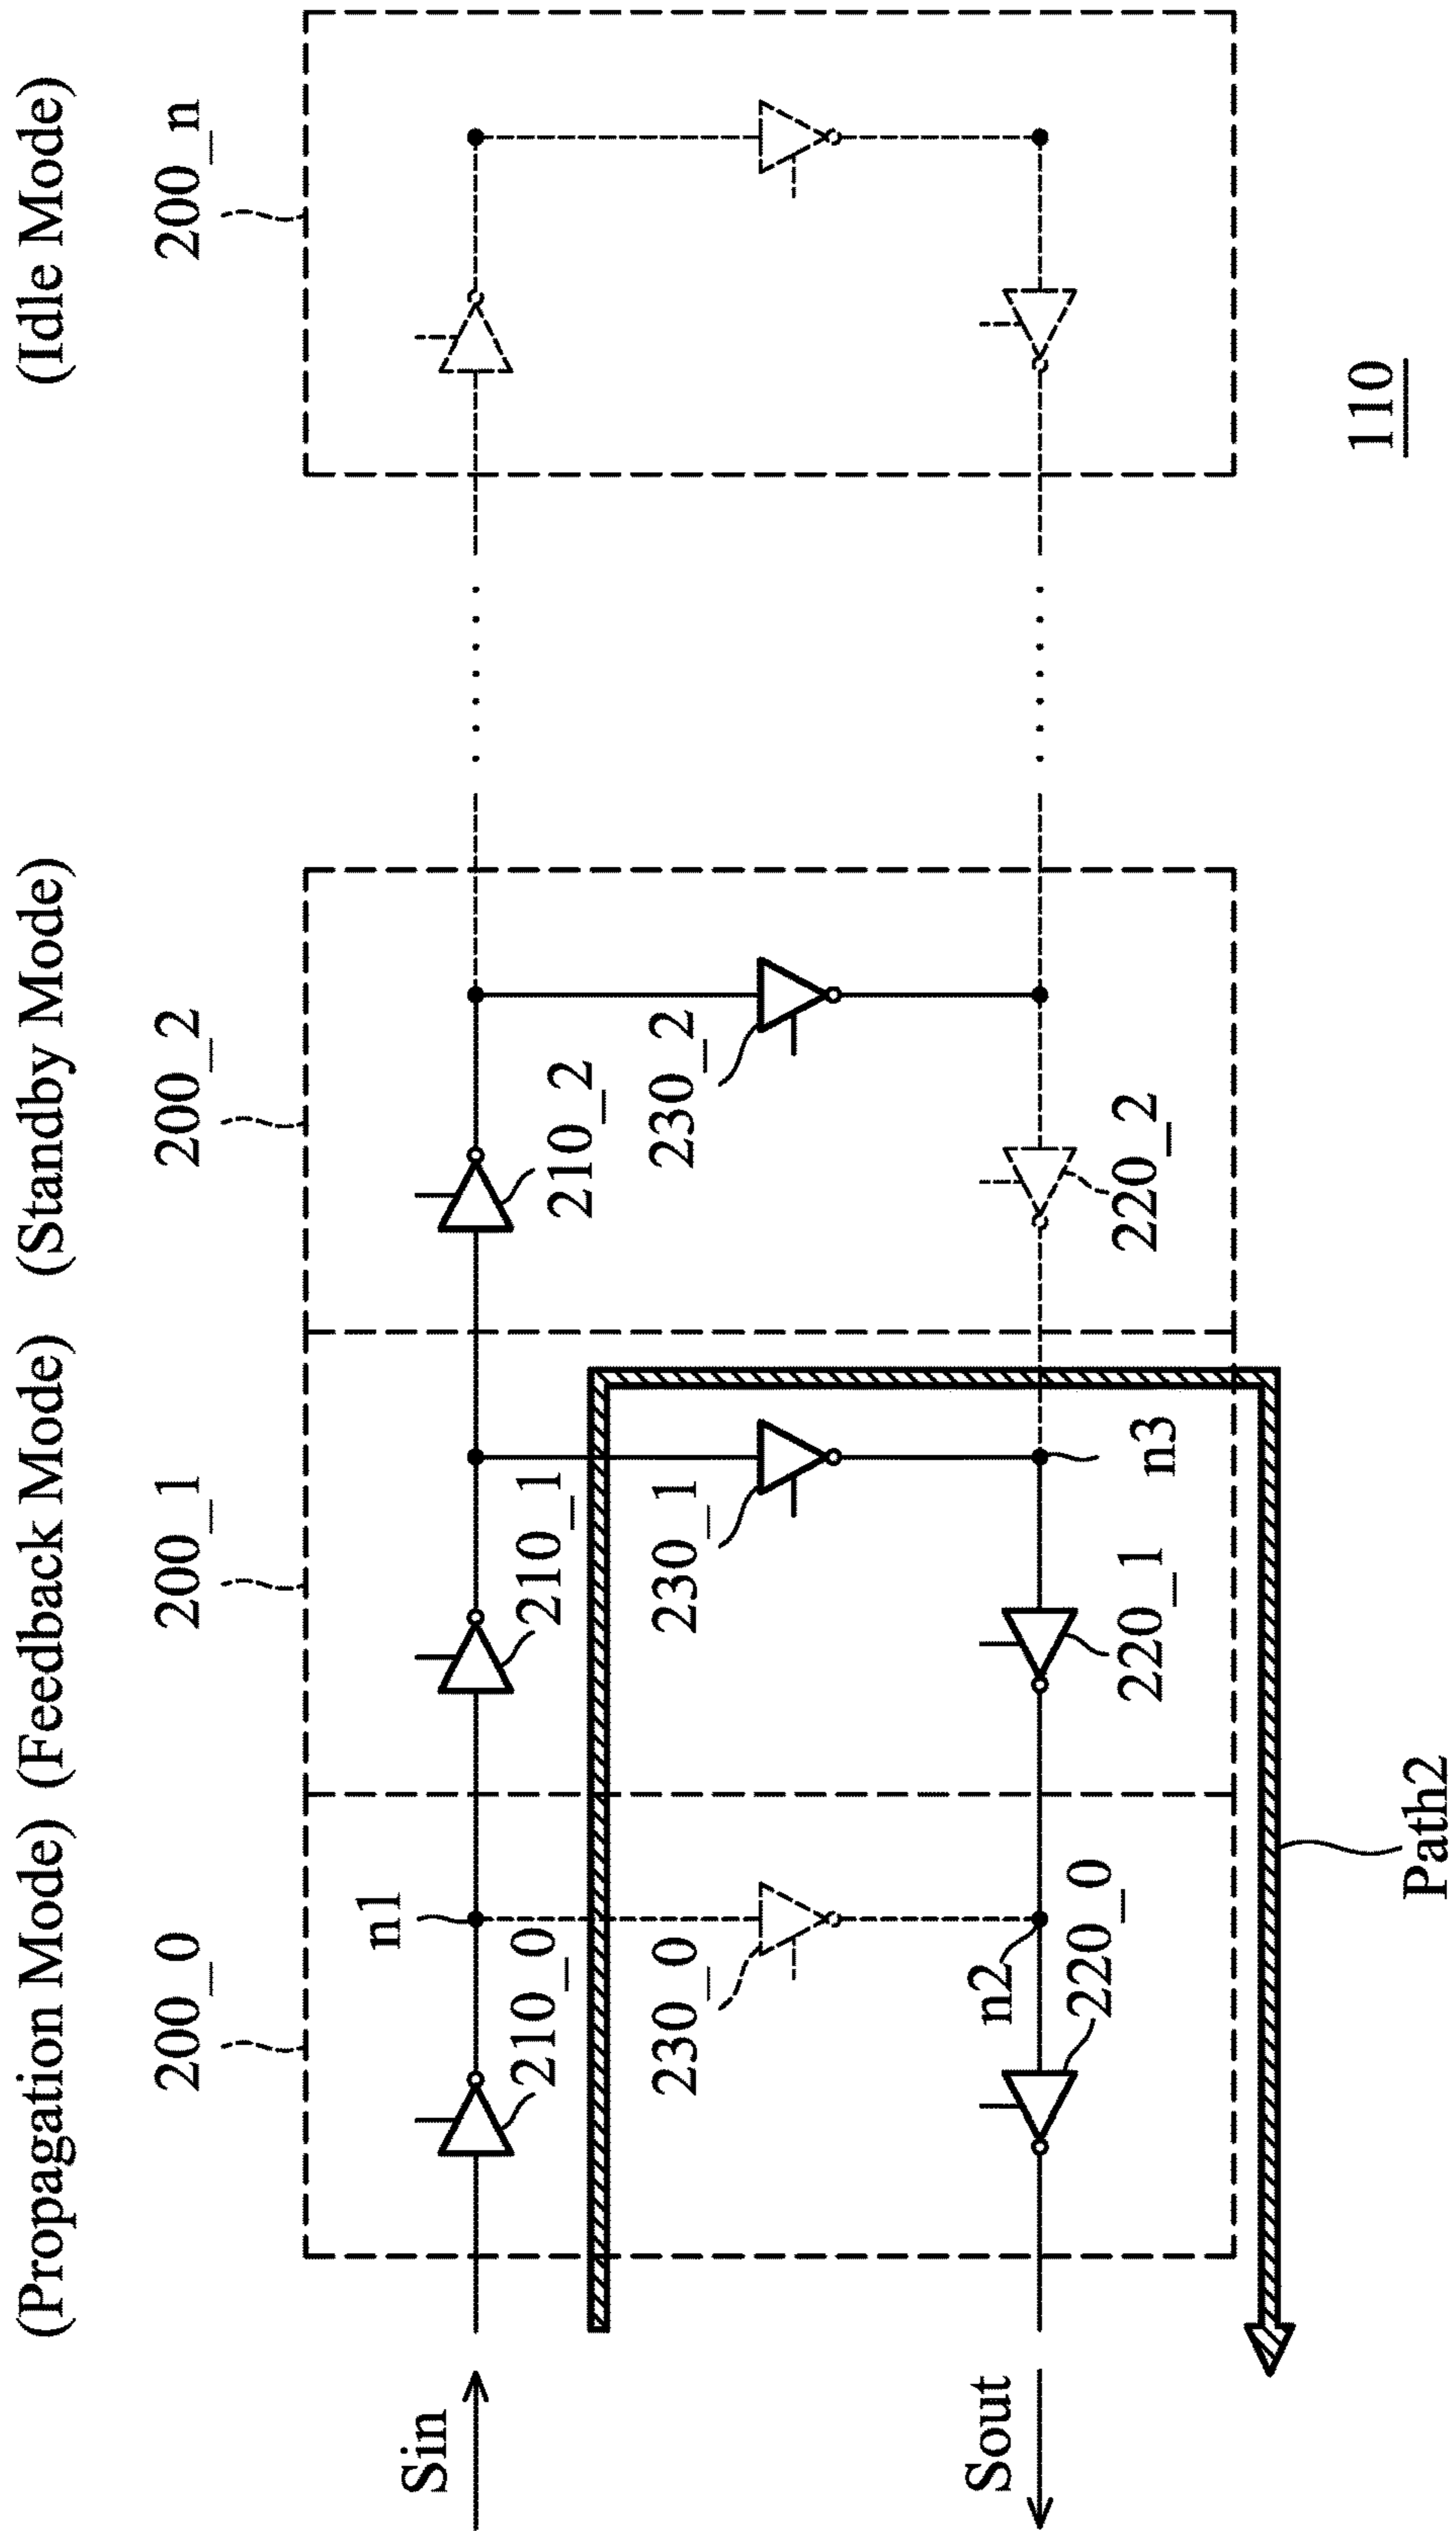 (Propagation Mode) (Feedback Mode) (Standby Mode) (Idle Mode)
200_0 200_1 200_2 200_n
Sin n1
210_0 210_1 210_2
230_0 230_1 230_2
Sout n2
220_0 220_1 n3 220_2
110
Path2